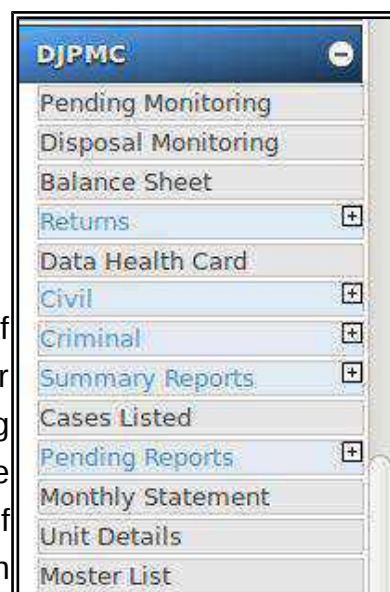 DJPMC
Pending Monitoring
Disposal Monitoring
Balance Sheet
Returns
Data Health Card
Civil
f
Criminal
r
Summary Reports
g
Cases Listed
e
Pending Reports
Monthly Statement
f
Unit Details
n
Moster List